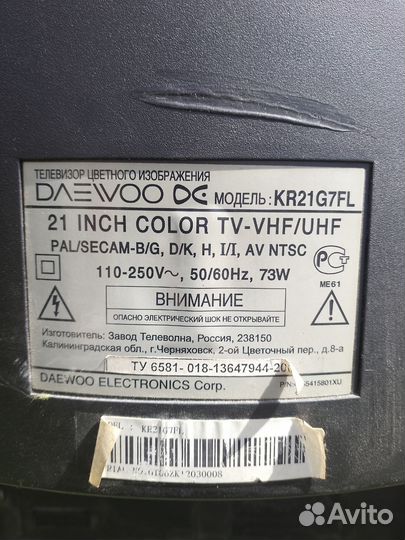 ТЕЛЕВИЗОР ЦВЕТНОГО ИЗОБРАЖЕНИЯ
DAEWOO DE МОДЕЛЬ: KR21G7FL
21 INCH COLOR TV-VHF/UHF
PAL/SECAM-B/G, D/K, H, I/I, AV NTSC
110-250V~, 50/60Hz, 73W
РСТ
МЕ61
ВНИМАНИЕ
ОПАСНО ЭЛЕКТРИЧЕСКИЙ ШОК НЕ ОТКРЫВАЙТЕ
Изготовитель: Завод Телеволна, Россия, 238150
Калининградская обл., г.Черняховск, 2-ой Цветочный пер., д.8-а
ТУ 6581- 018-13647944-20
DAEWOO ELECTRONICS Corp.
KR21G7FL
Avito